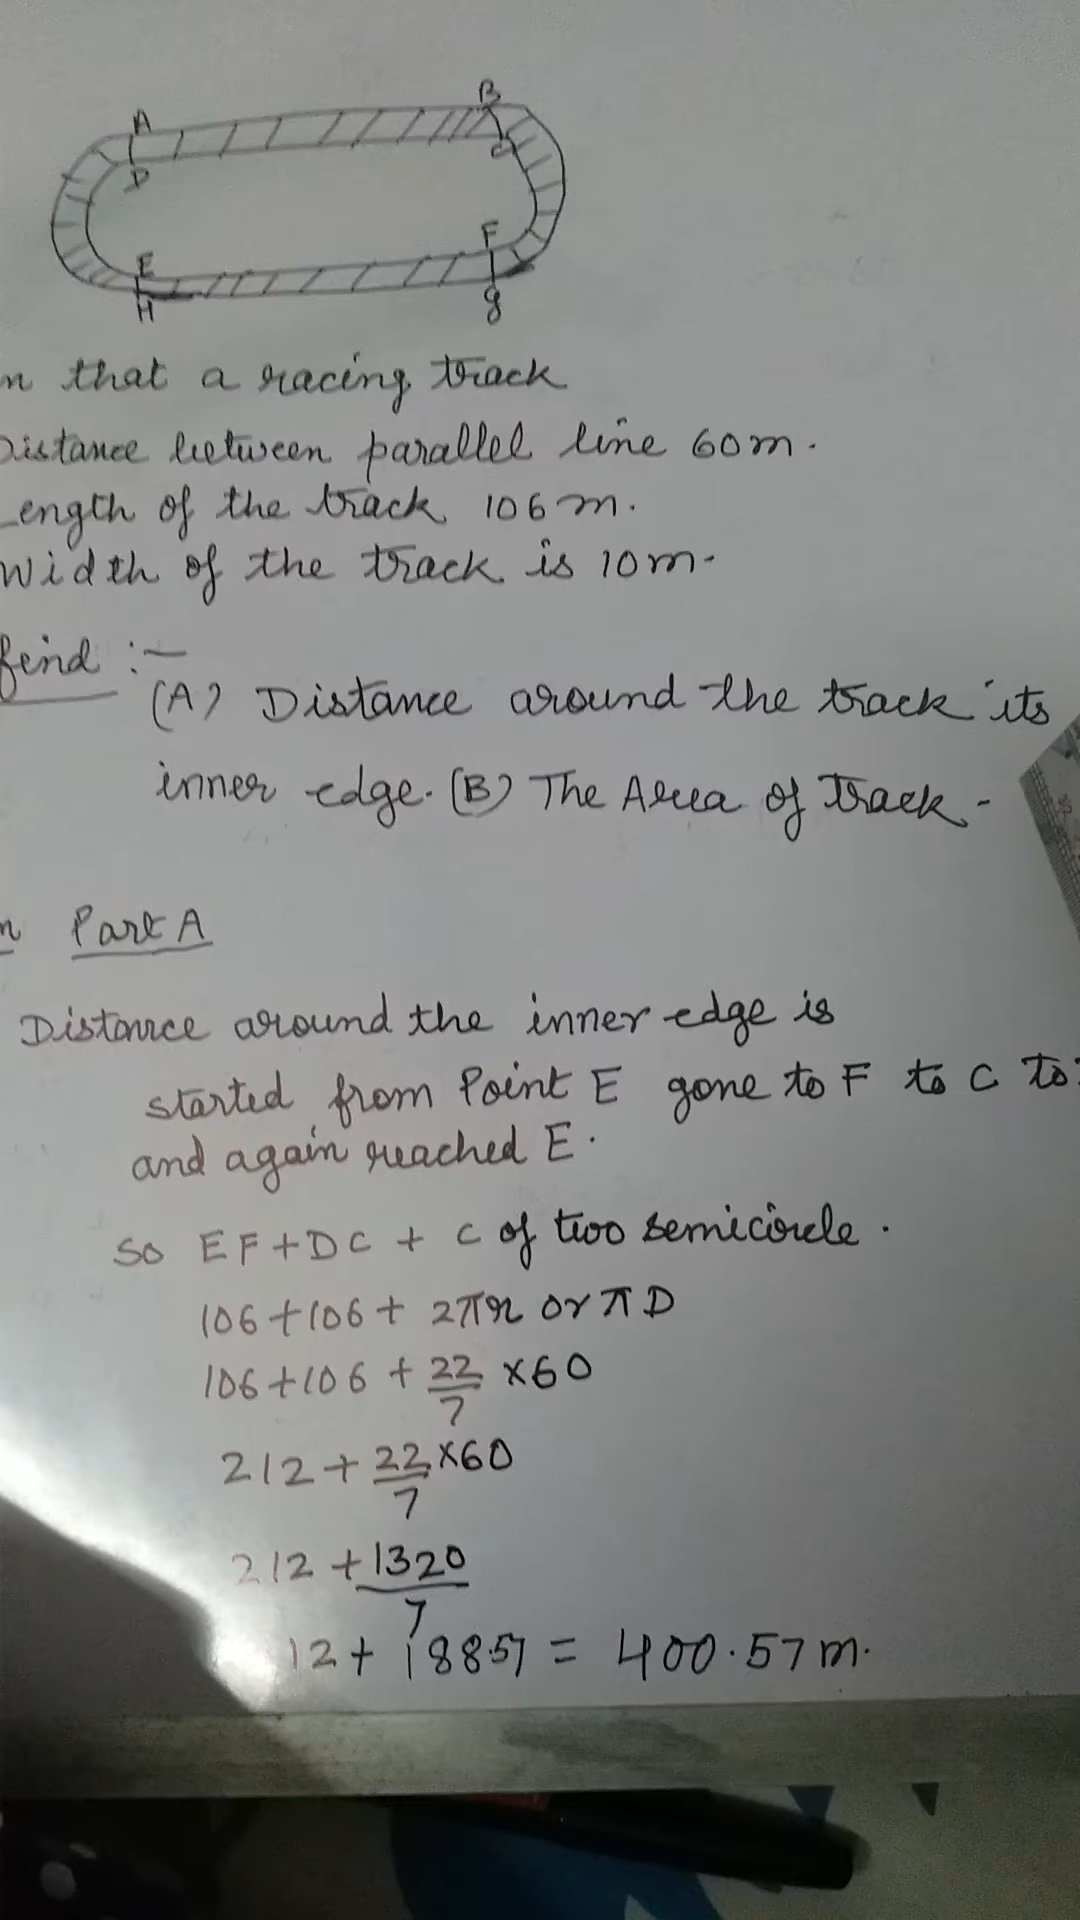 B
A
C
D
F
E
H
g
n that a racing track
Distance between parallel line 60m.
Length of the track 106m.
Width of the track is 10m.
find :-
(A) Distance around the track its
inner edge. (B) The Area of Track -
n Part A
Distance around the inner edge is
started from Point E gone to F to C to
and again reached E.
So EF+DC + C of two semicircle.
106+106+ 2πr or πD
106+106 + 22/7 ×60
212 + 22/7 ×60
212 + 1320/7
12 + 188.57 = 400.57m.